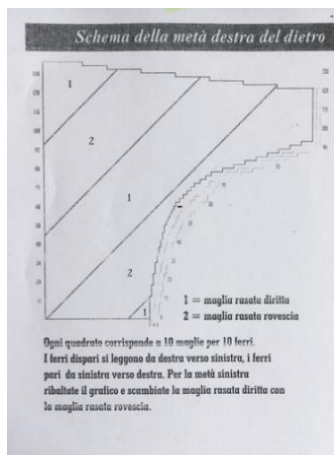 Schema della metà destra del dietro
1
2
1
2
1
1 = maglia rasata diritta
2 = maglia rasata rovescia
Ogni quadrato corrisponde a 10 maglie per 10 ferri.
I ferri dispari si leggono da destra verso sinistra, i ferri
pari da sinistra verso destra. Per la metà sinistra
ribaltate il grafico e scambiate la maglia rasata diritta con
la maglia rasata rovescia.